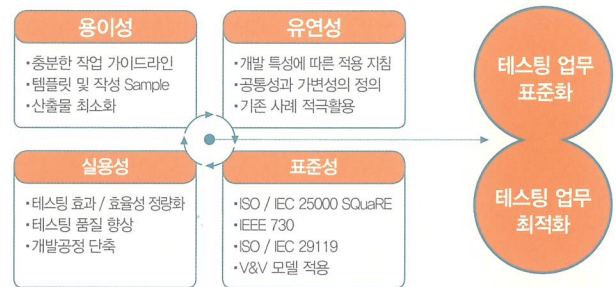 용이성
•충분한 작업 가이드라인
•템플릿 및 작성 Sample
•산출물 최소화
유연성
•개발 특성에 따른 적용 지침
•공통성과 가변성의 정의
•기존 사례 적극활용
실용성
•테스팅 효과 / 효율성 정량화
•테스팅 품질 향상
•개발공정 단축
표준성
•ISO / IEC 25000 SQuaRE
•IEEE 730
•ISO / IEC 29119
•V&V 모델 적용
테스팅 업무
표준화
테스팅 업무
최적화